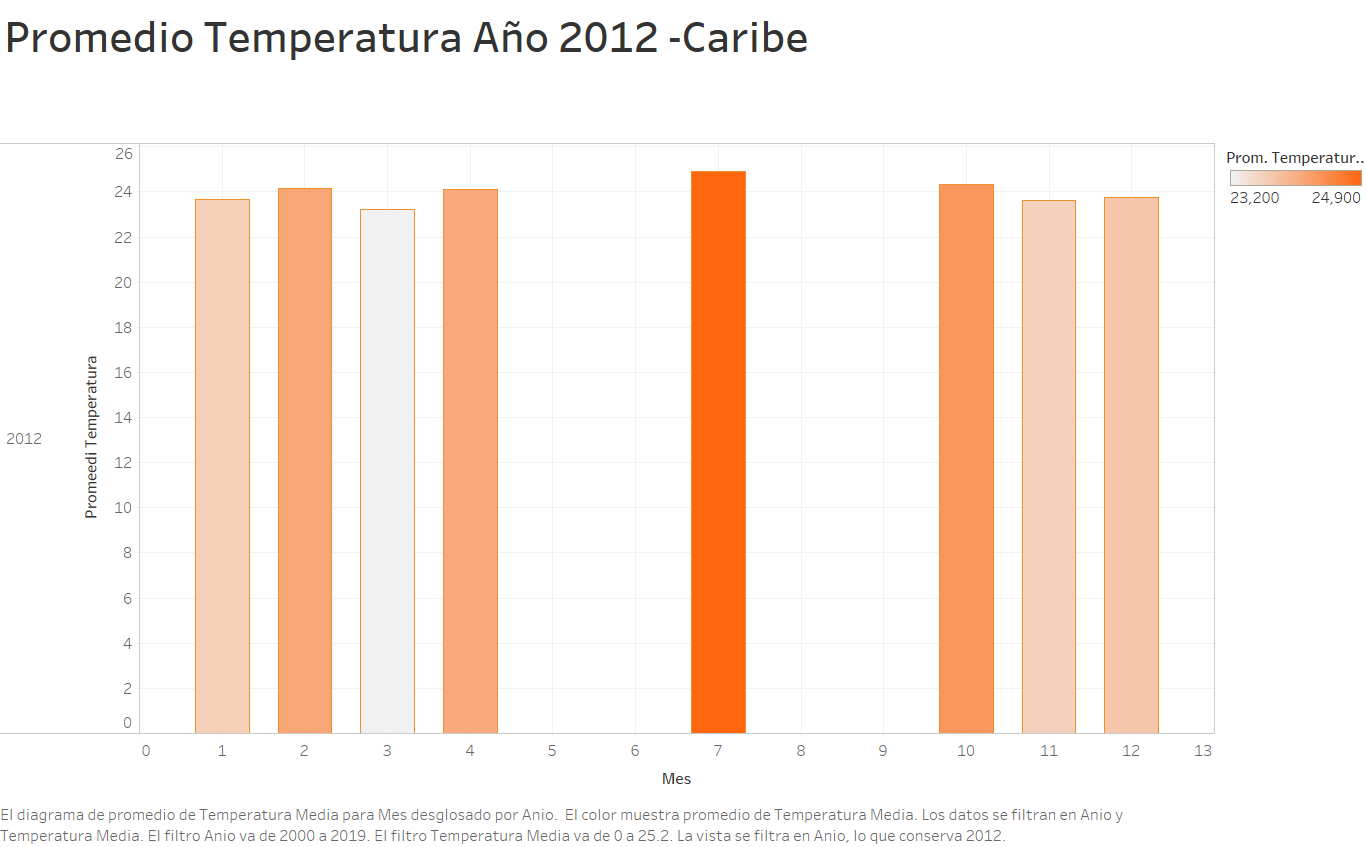 Promedio Temperatura Año 2012 -Caribe
Prom. Temperatur..
23,200 24,900
26
24
22
20
18
16
14
12
10
8
6
4
2
0
Promeedi Temperatura
2012
0 1 2 3 4 5 6 7 8 9 10 11 12 13
Mes
El diagrama de promedio de Temperatura Media para Mes desglosado por Anio.  El color muestra promedio de Temperatura Media. Los datos se filtran en Anio y
Temperatura Media. El filtro Anio va de 2000 a 2019. El filtro Temperatura Media va de 0 a 25.2. La vista se filtra en Anio, lo que conserva 2012.